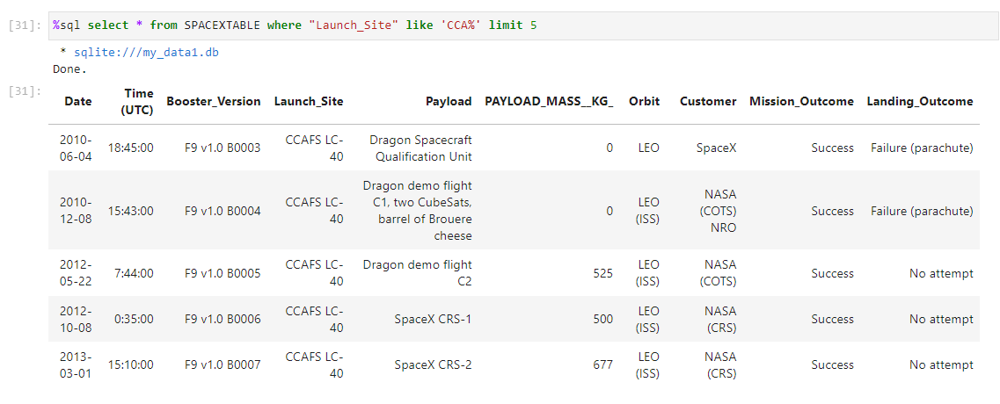 [31]: %sql select * from SPACEXTABLE where "Launch_Site" like 'CCA%' limit 5
* sqlite:///my_data1.db
Done.
[31]:
Date Time (UTC) Booster_Version Launch_Site Payload PAYLOAD_MASS__KG_ Orbit Customer Mission_Outcome Landing_Outcome
2010-06-04 18:45:00 F9 v1.0 B0003 CCAFS LC-40 Dragon Spacecraft Qualification Unit 0 LEO SpaceX Success Failure (parachute)
2010-12-08 15:43:00 F9 v1.0 B0004 CCAFS LC-40 Dragon demo flight C1, two CubeSats, barrel of Brouere cheese 0 LEO (ISS) NASA (COTS) NRO Success Failure (parachute)
2012-05-22 7:44:00 F9 v1.0 B0005 CCAFS LC-40 Dragon demo flight C2 525 LEO (ISS) NASA (COTS) Success No attempt
2012-10-08 0:35:00 F9 v1.0 B0006 CCAFS LC-40 SpaceX CRS-1 500 LEO (ISS) NASA (CRS) Success No attempt
2013-03-01 15:10:00 F9 v1.0 B0007 CCAFS LC-40 SpaceX CRS-2 677 LEO (ISS) NASA (CRS) Success No attempt